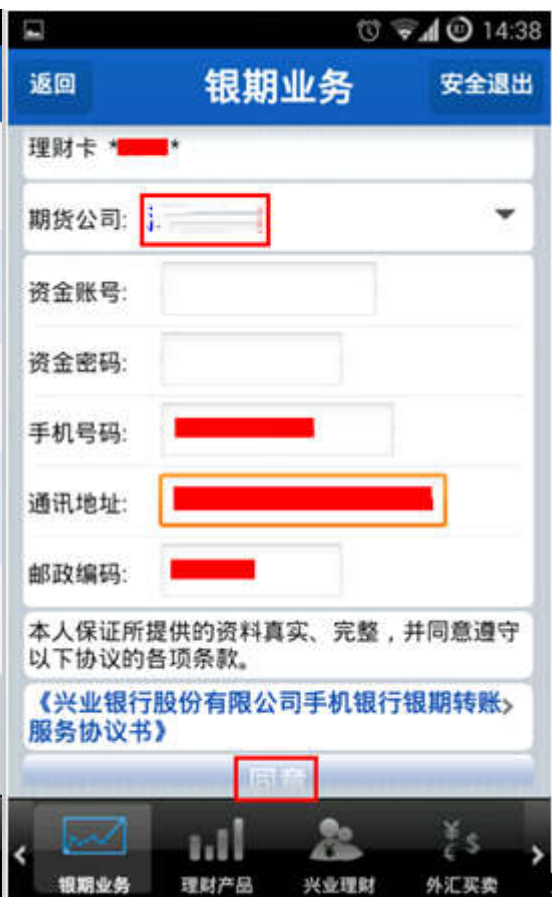 14:38
返回 银期业务 安全退出
理财卡 * *
期货公司:
资金账号:
资金密码:
手机号码:
通讯地址:
邮政编码:
本人保证所提供的资料真实、完整，并同意遵守
以下协议的各项条款。
《兴业银行股份有限公司手机银行银期转账
服务协议书》
同意
银期业务 理财产品 兴业理财 外汇买卖